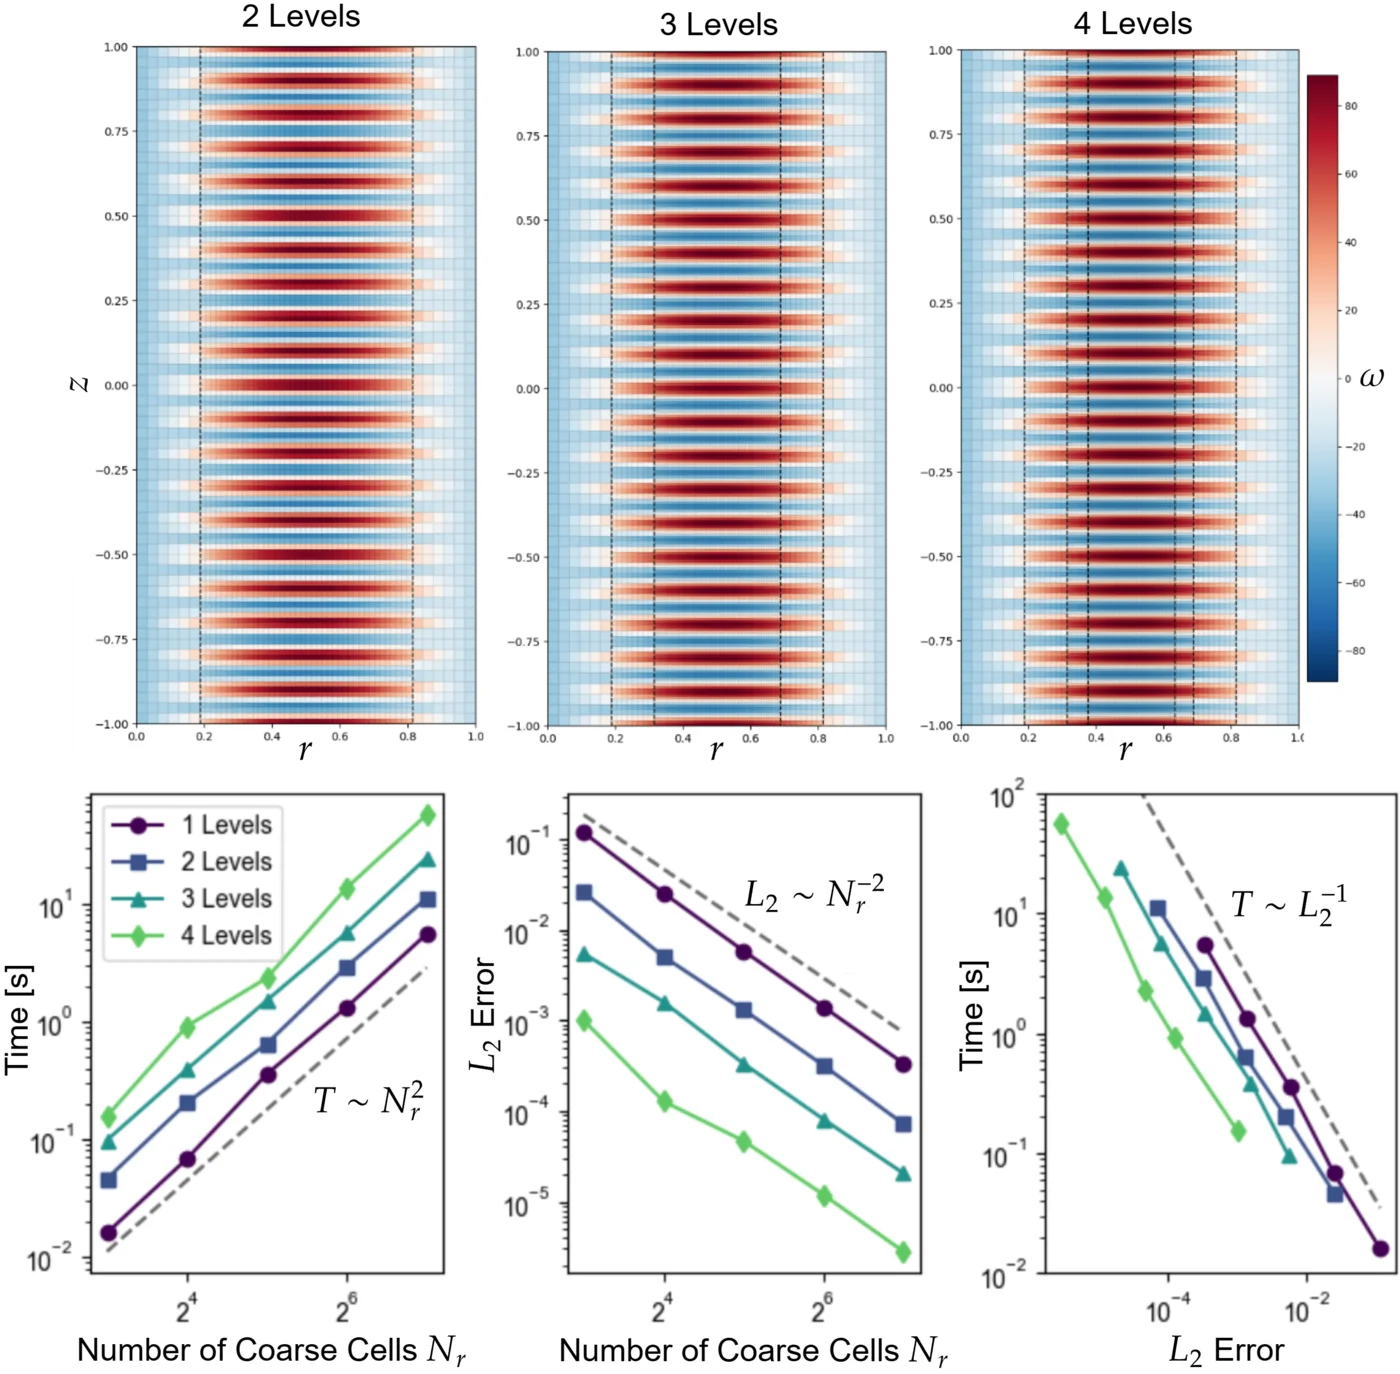 2 Levels
3 Levels
4 Levels
1.00
0.75
0.50
0.25
0.00
−0.25
−0.50
−0.75
−1.00
z
0.0 0.2 0.4 0.6 0.8 1.0
r
1.00
0.75
0.50
0.25
0.00
−0.25
−0.50
−0.75
−1.00
0.0 0.2 0.4 0.6 0.8 1.0
r
1.00
0.75
0.50
0.25
0.00
−0.25
−0.50
−0.75
−1.00
0.0 0.2 0.4 0.6 0.8 1.0
r
80
60
40
20
0
−20
−40
−60
−80
ω
1 Levels
2 Levels
3 Levels
4 Levels
T ~ N_r^2
10^1
10^0
10^−1
10^−2
Time [s]
2^4 2^6
Number of Coarse Cells N_r
L_2 ~ N_r^−2
10^−1
10^−2
10^−3
10^−4
10^−5
L_2 Error
2^4 2^6
Number of Coarse Cells N_r
T ~ L_2^−1
10^2
10^1
10^0
10^−1
10^−2
Time [s]
10^−4 10^−2
L_2 Error